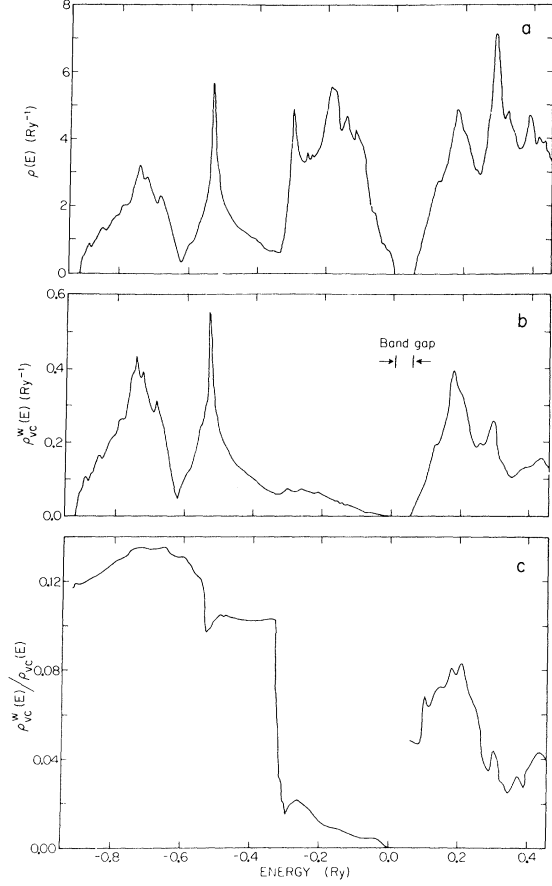 a
8
6
4
2
0
ρ(E) (Ry⁻¹)
b
0.6
0.4
0.2
0.0
ρ^w_vc(E) (Ry⁻¹)
Band gap
c
0.12
0.08
0.04
0.00
ρ^w_vc(E)/ρ_vc(E)
-0.8 -0.6 -0.4 -0.2 0.0 0.2 0.4
ENERGY (Ry)